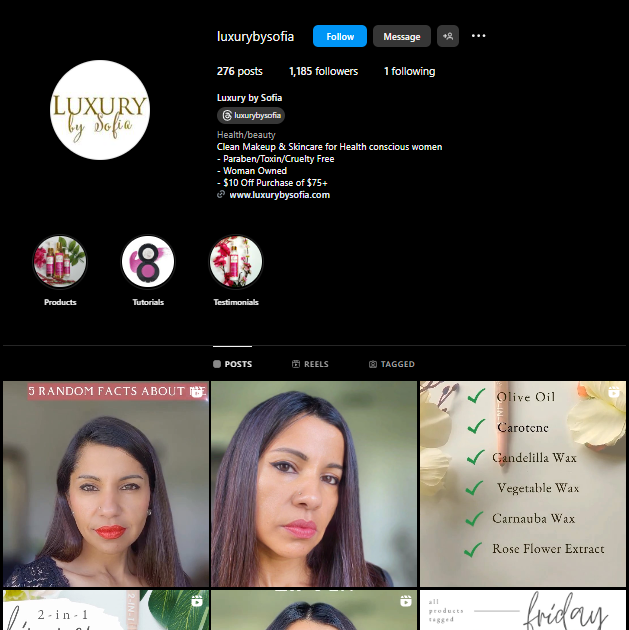 luxurybysofia
Follow
Message
276 posts
1,185 followers
1 following
LUXURY
by Sofia
Luxury by Sofia
luxurybysofia
Health/beauty
Clean Makeup & Skincare for Health conscious women
- Paraben/Toxin/Cruelty Free
- Woman Owned
- $10 Off Purchase of $75+
www.luxurybysofia.com
Products
Tutorials
Testimonials
POSTS
REELS
TAGGED
5 RANDOM FACTS ABOUT
Olive Oil
Carotene
Candelilla Wax
Vegetable Wax
Carnauba Wax
Rose Flower Extract
2-in-1
all
products
tagged
friday